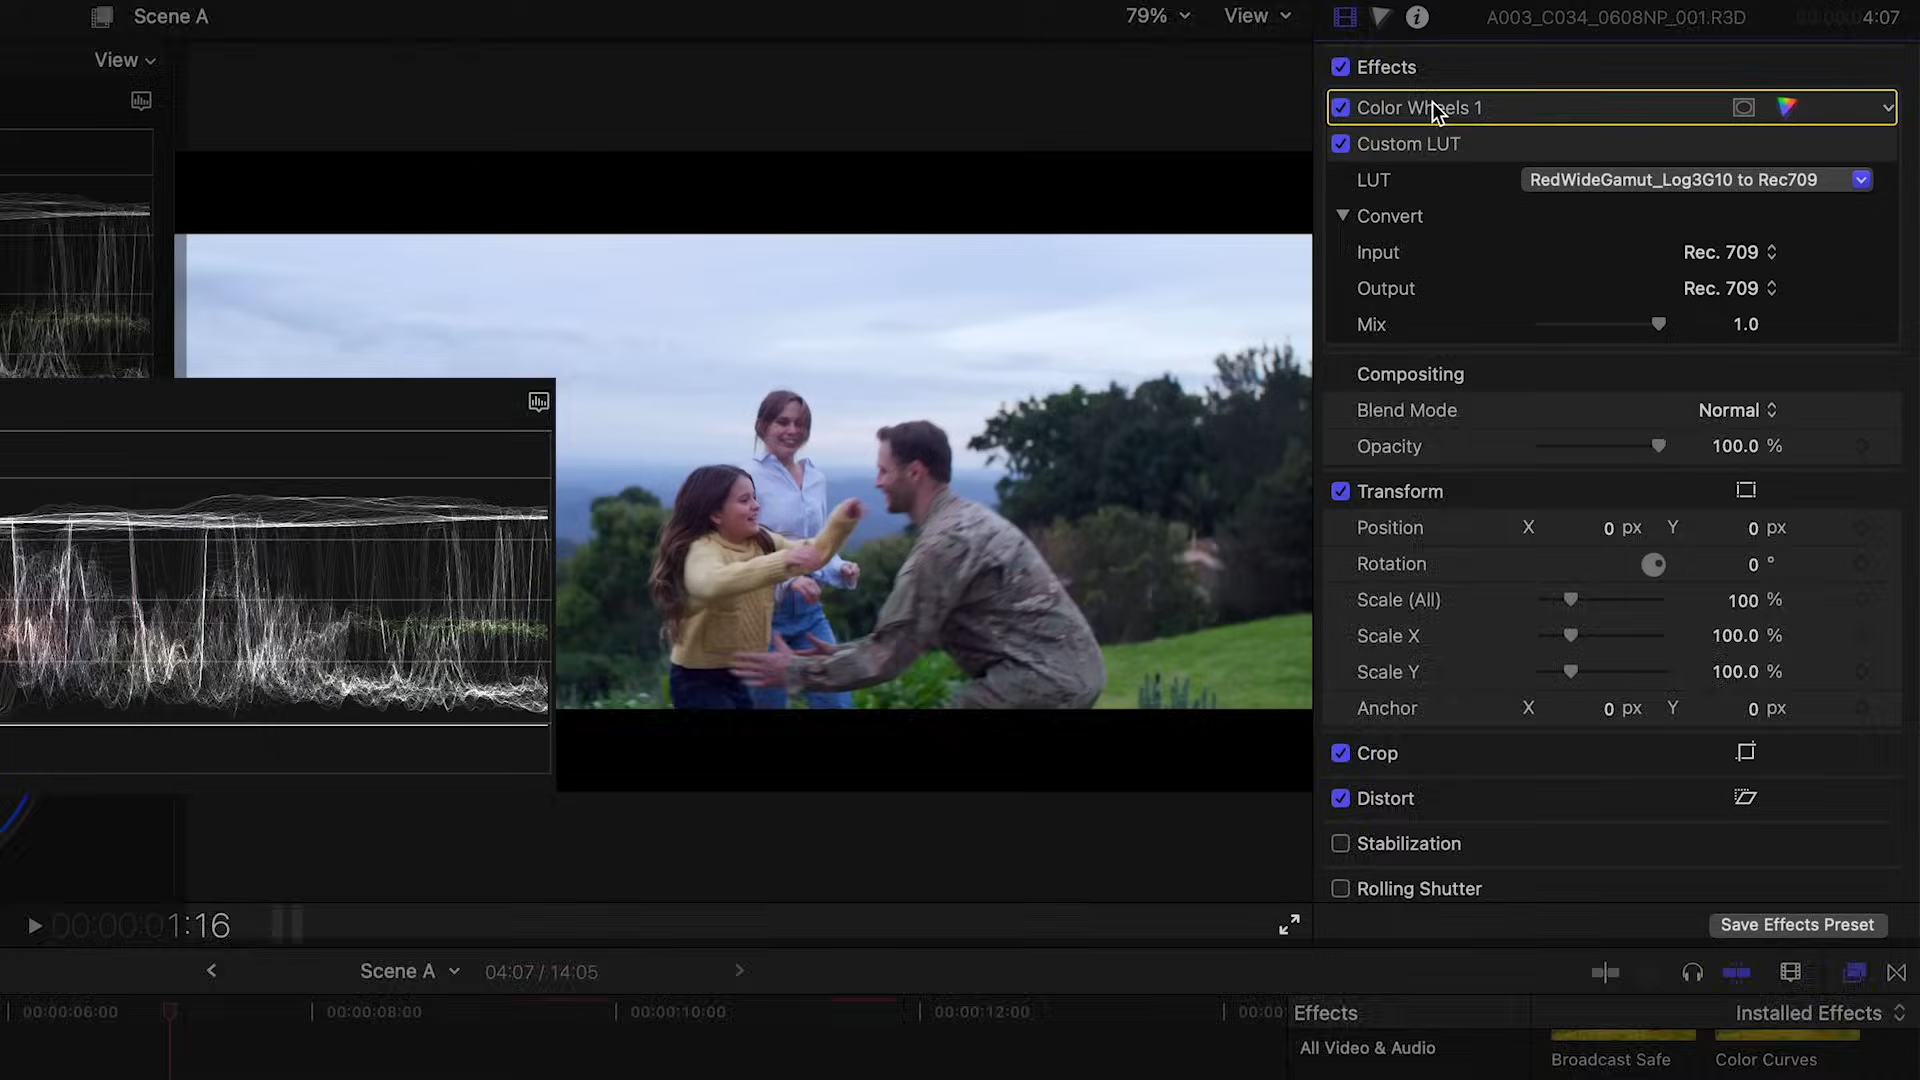 Scene A
79%
View
A003_C034_0608NP_001.R3D
4:07
View
Effects
Color Wheels 1
Custom LUT
LUT
RedWideGamut_Log3G10 to Rec709
Convert
Input
Rec. 709
Output
Rec. 709
Mix
1.0
Compositing
Blend Mode
Normal
Opacity
100.0 %
Transform
Position
X 0 px Y 0 px
Rotation
0 °
Scale (All)
100 %
Scale X
100.0 %
Scale Y
100.0 %
Anchor
X 0 px Y 0 px
Crop
Distort
Stabilization
Rolling Shutter
Save Effects Preset
00:00:01:16
Scene A
04:07 / 14:05
00:00:06:00
00:00:08:00
00:00:10:00
00:00:12:00
00:00
Effects
Installed Effects
All Video & Audio
Broadcast Safe
Color Curves